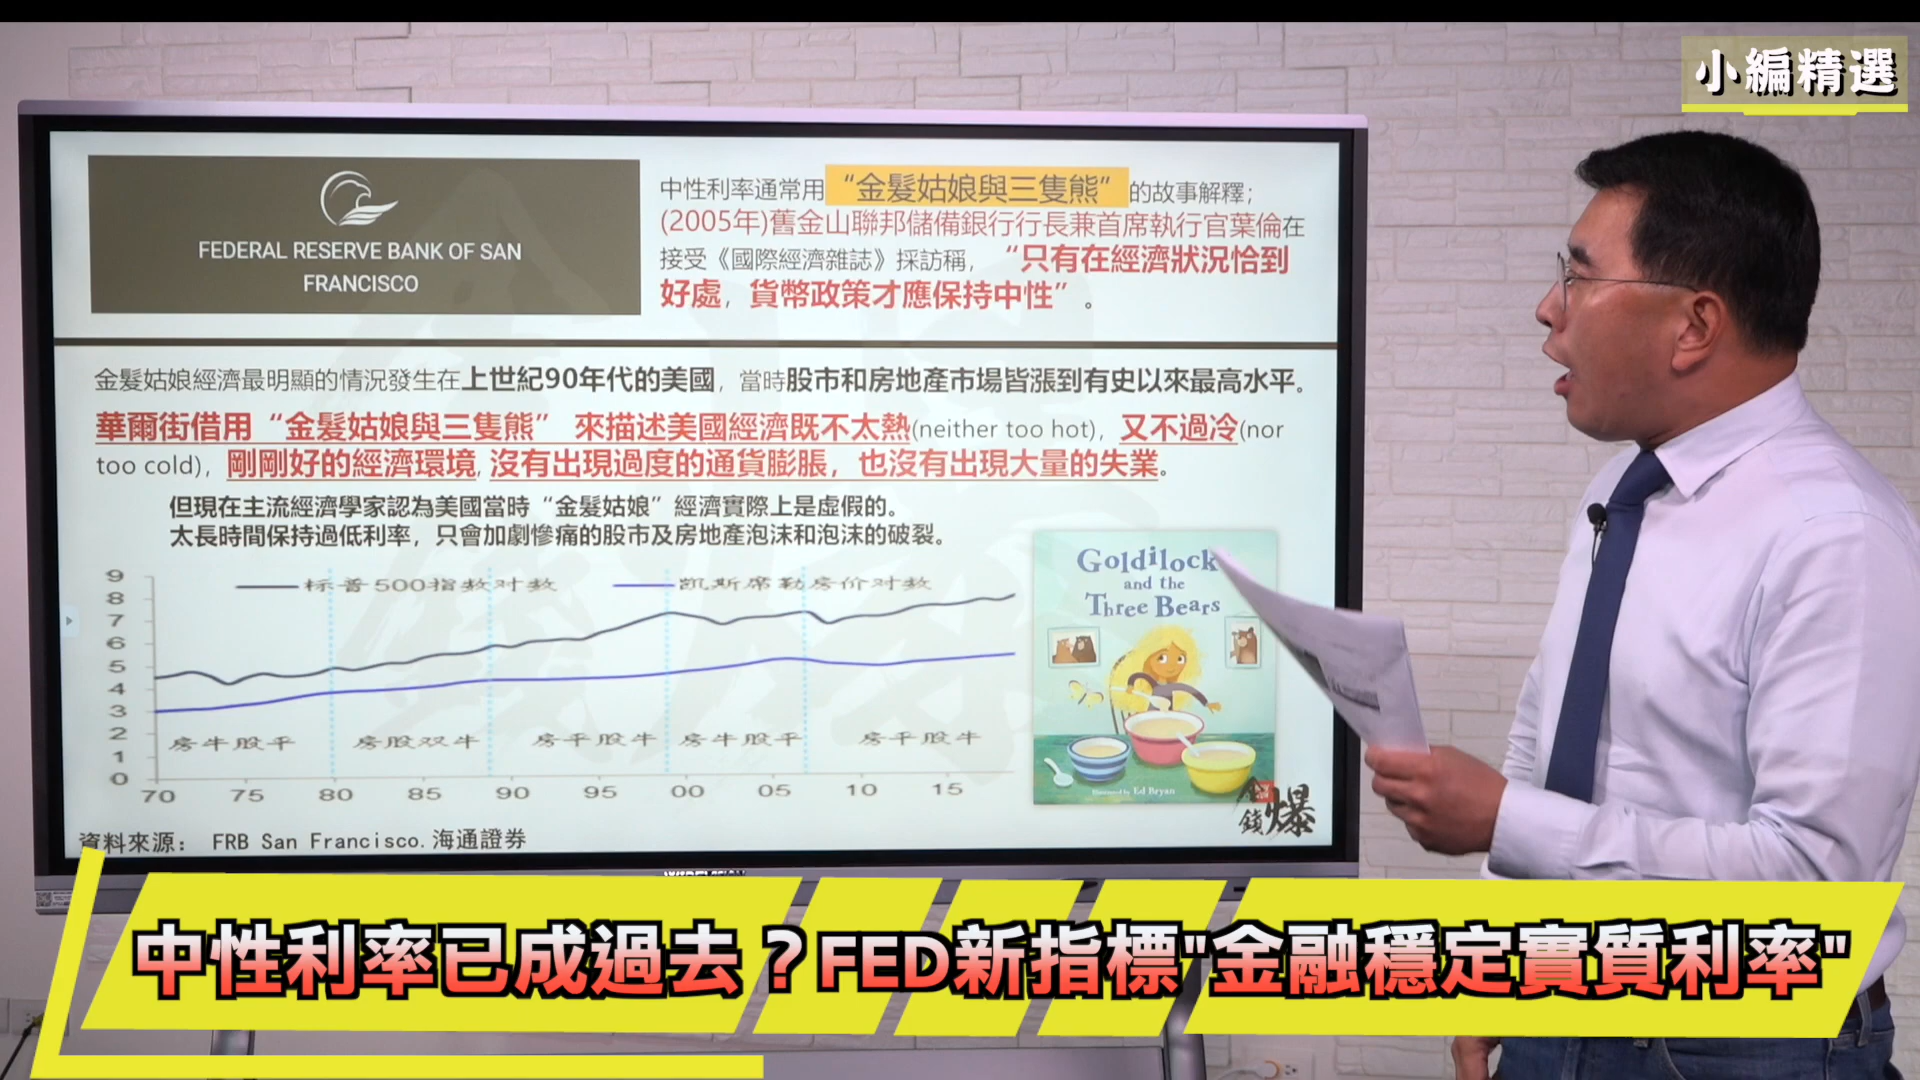 小編精選
FEDERAL RESERVE BANK OF SAN
FRANCISCO
中性利率通常用“金髮姑娘與三隻熊”的故事解釋；
(2005年)舊金山聯邦儲備銀行行長兼首席執行官葉倫在
接受《國際經濟雜誌》採訪稱，“只有在經濟狀況恰到
好處，貨幣政策才應保持中性”。
金髮姑娘經濟最明顯的情況發生在上世紀90年代的美國，當時股市和房地產市場皆漲到有史以來最高水平。
華爾街借用“金髮姑娘與三隻熊” 來描述美國經濟既不太熱(neither too hot)，又不過冷(nor
too cold)，剛剛好的經濟環境,沒有出現過度的通貨膨脹，也沒有出現大量的失業。
但現在主流經濟學家認為美國當時“金髮姑娘”經濟實際上是虛假的。
太長時間保持過低利率，只會加劇慘痛的股市及房地產泡沫和泡沫的破裂。
标普500指数对数 凯斯席勒房价对数
9
8
7
6
5
4
3
2
1
0
房牛股平 房股双牛 房平股牛 房牛股平 房平股牛
70 75 80 85 90 95 00 05 10 15
Goldilock
and the
Three Bears
Illustrated by Ed Bryan
金錢爆
資料來源： FRB San Francisco.海通證券
中性利率已成過去？FED新指標"金融穩定實質利率"